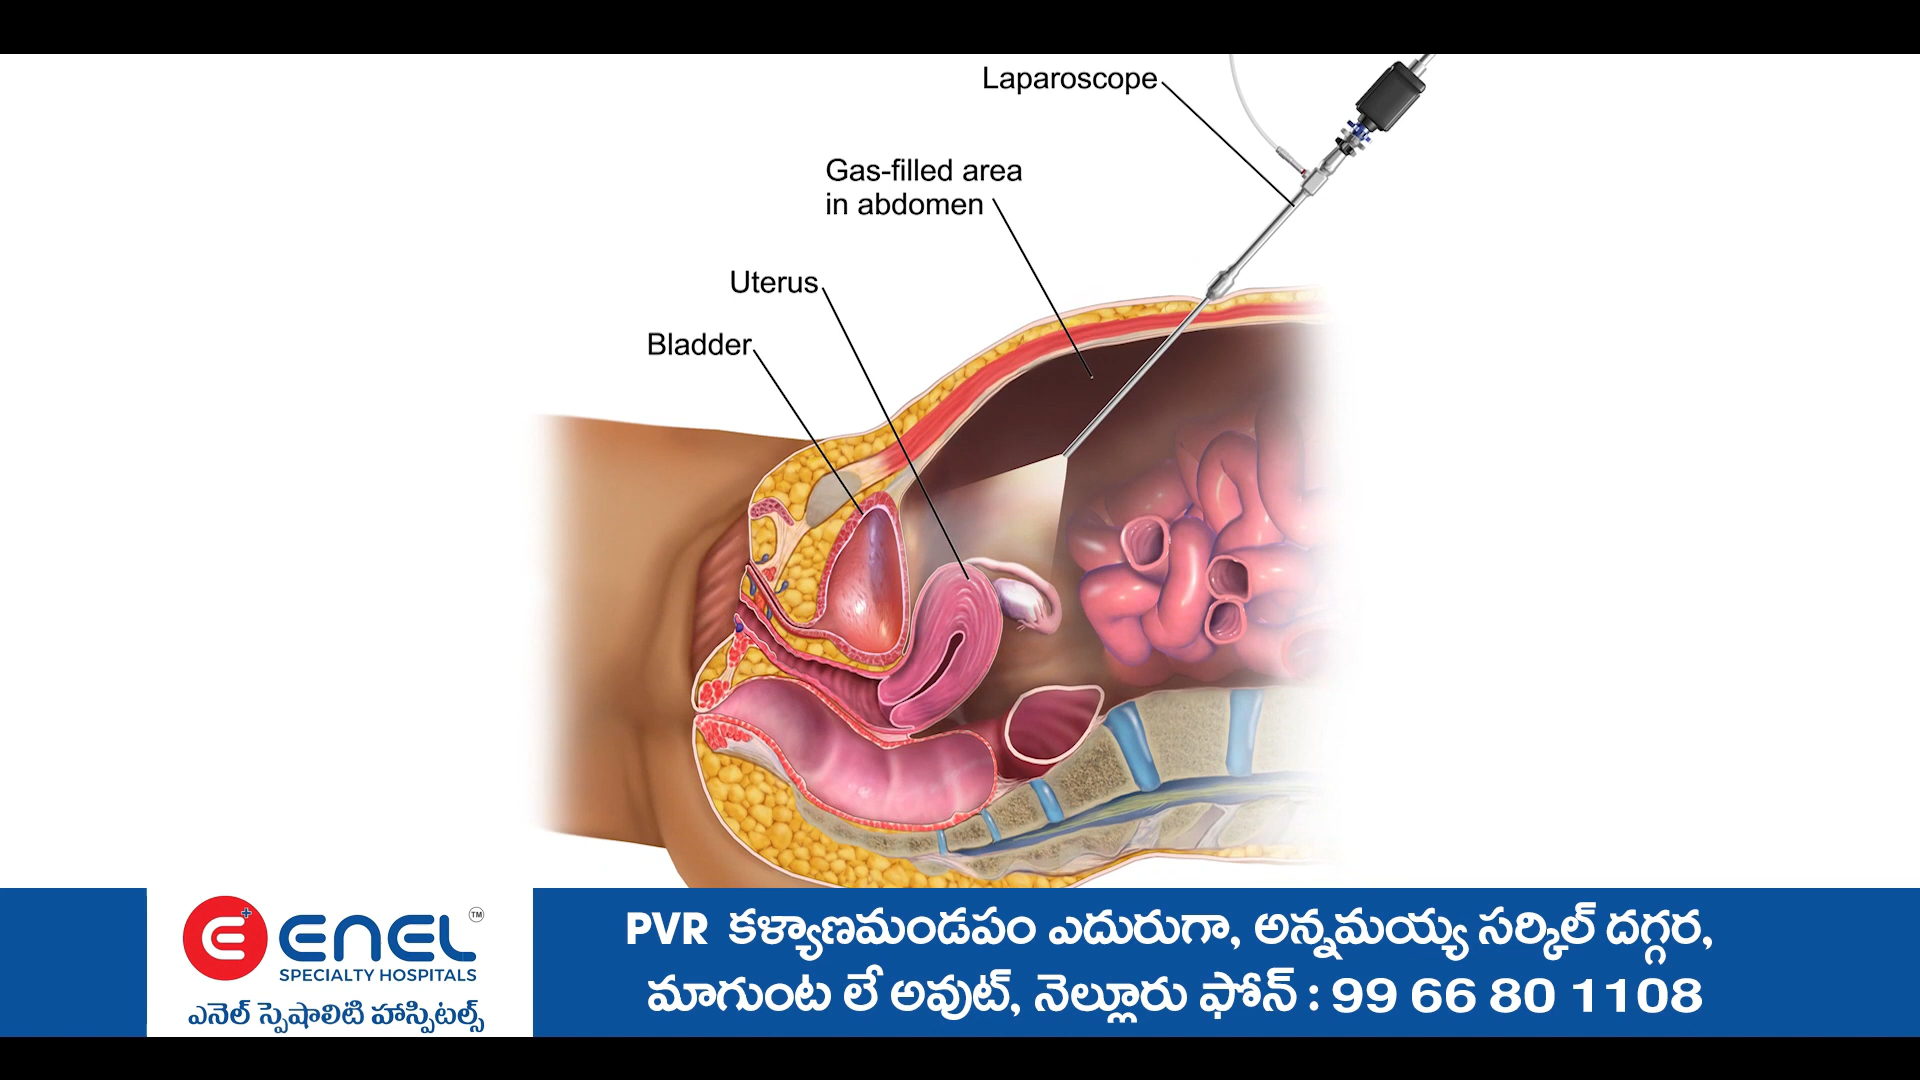 Laparoscope
Gas-filled area
in abdomen
Uterus
Bladder
ENEL TM
SPECIALTY HOSPITALS
ఎనెల్ స్పెషాలిటి హాస్పిటల్స్
PVR కళ్యాణమండపం ఎదురుగా, అన్నమయ్య సర్కిల్ దగ్గర,
మాగుంట లే అవుట్, నెల్లూరు ఫోన్ : 99 66 80 1108